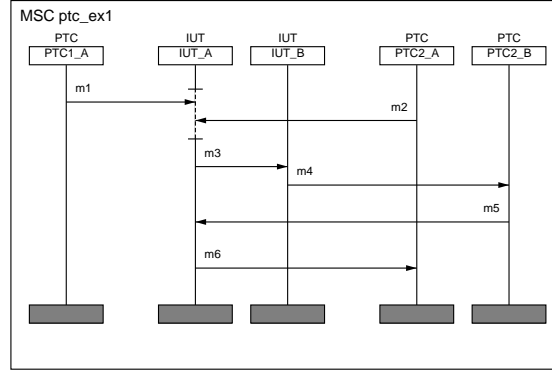 MSC ptc_ex1
PTC IUT IUT PTC PTC
PTC1_A IUT_A IUT_B PTC2_A PTC2_B
m1
m2
m3
m4
m5
m6